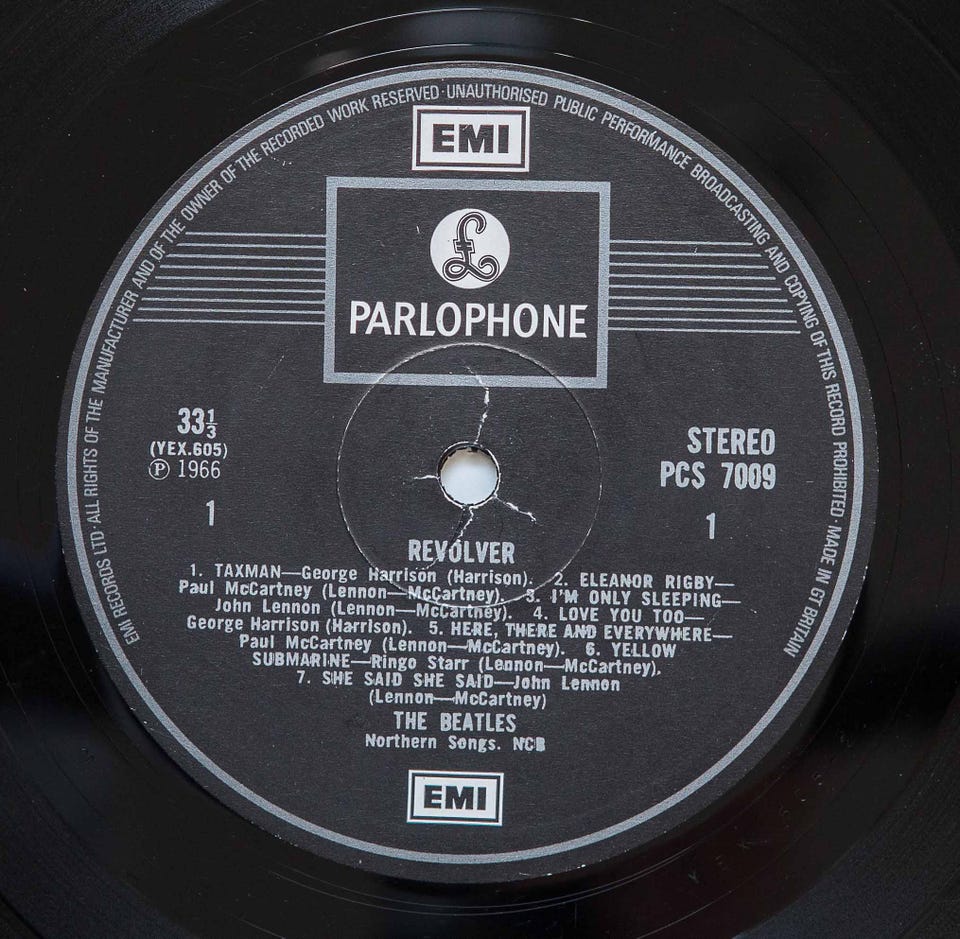 EMI RECORDS LTD · ALL RIGHTS OF THE MANUFACTURER AND OF THE OWNER OF THE RECORDED WORK RESERVED · UNAUTHORISED PUBLIC PERFORMANCE BROADCASTING AND COPYING OF THIS RECORD PROHIBITED · MADE IN GT BRITAIN
EMI
£
PARLOPHONE
33⅓
(YEX.605)
Ⓟ 1966
1
STEREO
PCS 7009
1
REVOLVER
1. TAXMAN—George Harrison (Harrison). 2. ELEANOR RIGBY—
Paul McCartney (Lennon—McCartney). 3. I'M ONLY SLEEPING—
John Lennon (Lennon—McCartney). 4. LOVE YOU TOO—
George Harrison (Harrison). 5. HERE, THERE AND EVERYWHERE—
Paul McCartney (Lennon—McCartney). 6. YELLOW
SUBMARINE—Ringo Starr (Lennon—McCartney).
7. SHE SAID SHE SAID—John Lennon
(Lennon—McCartney)
THE BEATLES
Northern Songs. NCB
EMI